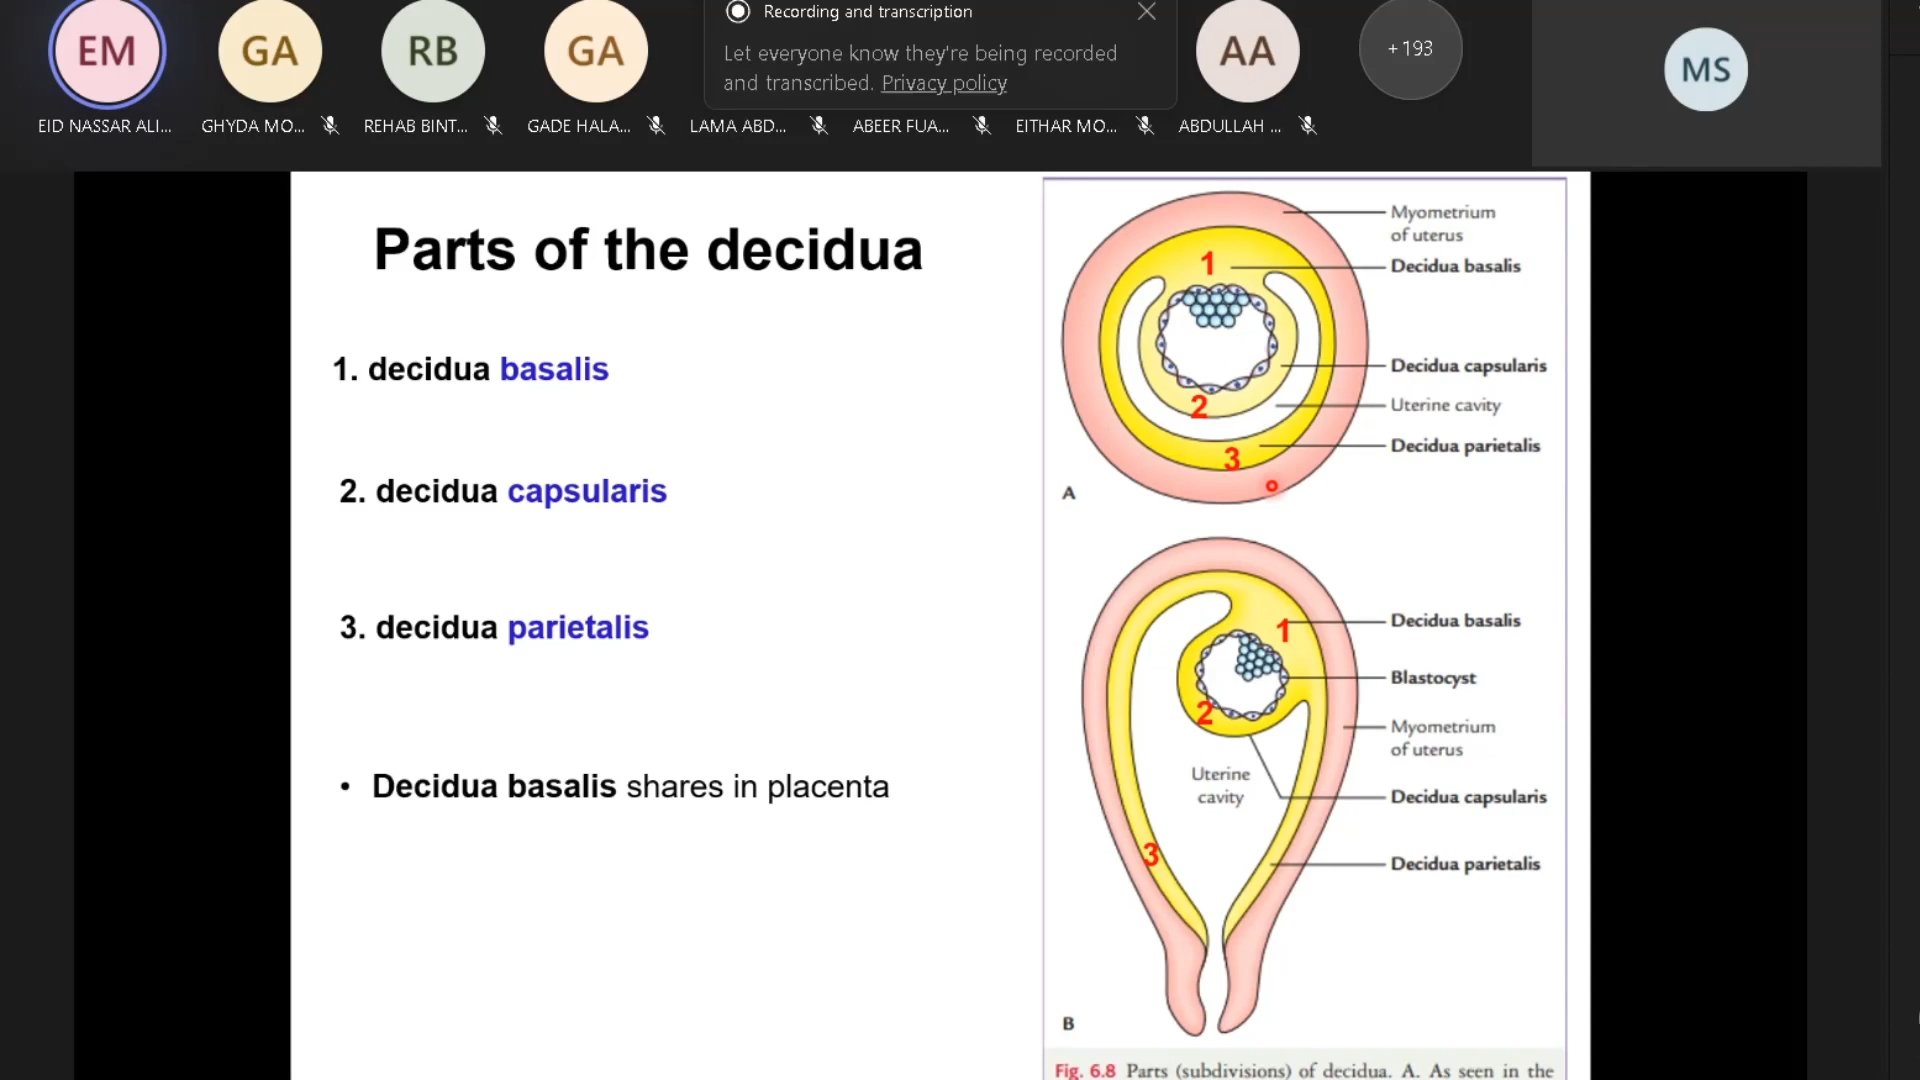 EM
GA
RB
GA
Recording and transcription
Let everyone know they're being recorded
and transcribed. Privacy policy
AA
+193
MS
EID NASSAR ALI...
GHYDA MO...
REHAB BINT...
GADE HALA...
LAMA ABD...
ABEER FUA...
EITHAR MO...
ABDULLAH ...
Parts of the decidua
1. decidua basalis
2. decidua capsularis
3. decidua parietalis
• Decidua basalis shares in placenta
Myometrium
of uterus
1
Decidua basalis
Decidua capsularis
2
Uterine cavity
Decidua parietalis
3
A
Decidua basalis
1
Blastocyst
2
Myometrium
of uterus
Uterine
cavity
Decidua capsularis
3
Decidua parietalis
B
Fig. 6.8 Parts (subdivisions) of decidua. A. As seen in the